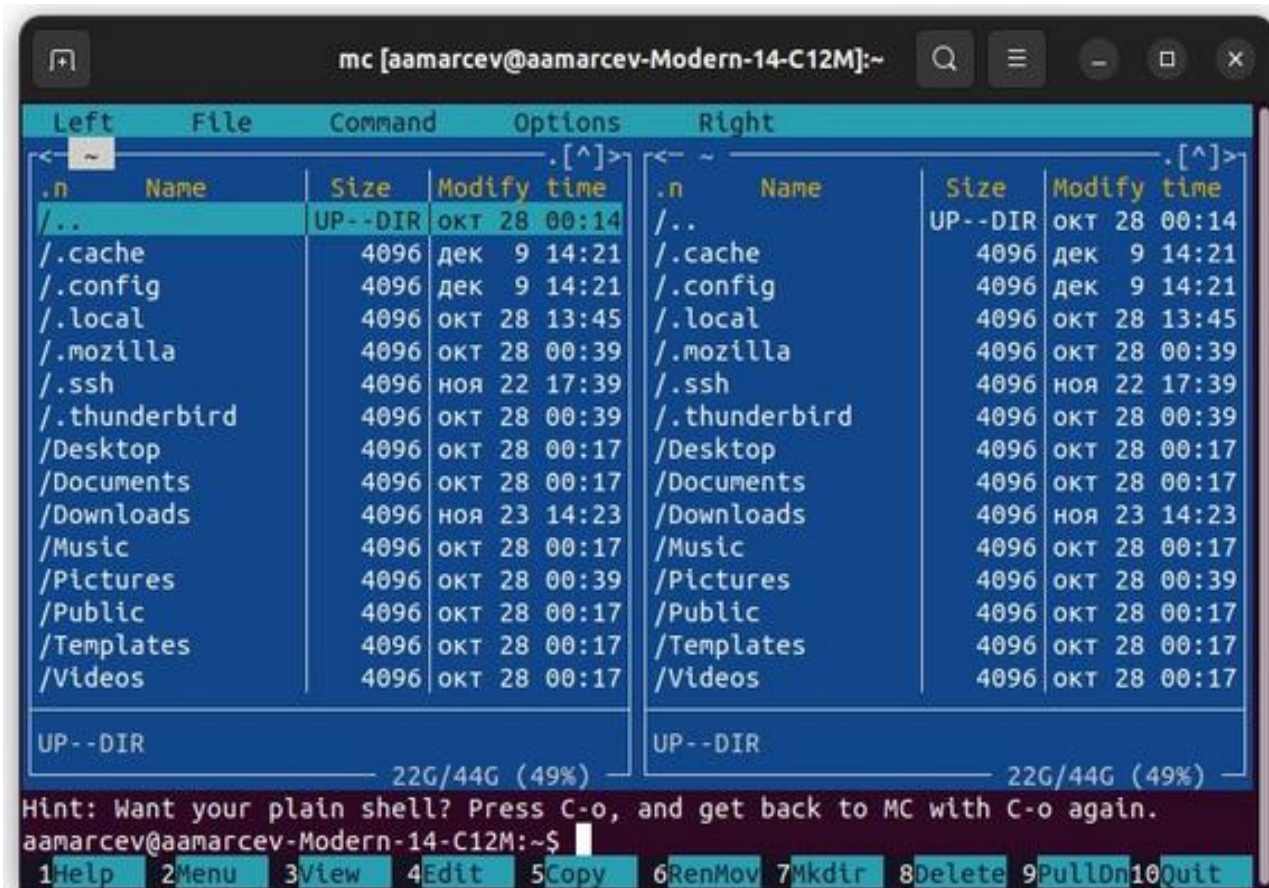 mc [aamarcev@aamarcev-Modern-14-C12M]:~
Left File Command Options Right
<- ~ .[^]> <- ~ .[^]>
.n Name Size Modify time .n Name Size Modify time
/.. UP--DIR окт 28 00:14 /.. UP--DIR окт 28 00:14
/.cache 4096 дек 9 14:21 /.cache 4096 дек 9 14:21
/.config 4096 дек 9 14:21 /.config 4096 дек 9 14:21
/.local 4096 окт 28 13:45 /.local 4096 окт 28 13:45
/.mozilla 4096 окт 28 00:39 /.mozilla 4096 окт 28 00:39
/.ssh 4096 ноя 22 17:39 /.ssh 4096 ноя 22 17:39
/.thunderbird 4096 окт 28 00:39 /.thunderbird 4096 окт 28 00:39
/Desktop 4096 окт 28 00:17 /Desktop 4096 окт 28 00:17
/Documents 4096 окт 28 00:17 /Documents 4096 окт 28 00:17
/Downloads 4096 ноя 23 14:23 /Downloads 4096 ноя 23 14:23
/Music 4096 окт 28 00:17 /Music 4096 окт 28 00:17
/Pictures 4096 окт 28 00:39 /Pictures 4096 окт 28 00:39
/Public 4096 окт 28 00:17 /Public 4096 окт 28 00:17
/Templates 4096 окт 28 00:17 /Templates 4096 окт 28 00:17
/Videos 4096 окт 28 00:17 /Videos 4096 окт 28 00:17
UP--DIR UP--DIR
22G/44G (49%) 22G/44G (49%)
Hint: Want your plain shell? Press C-o, and get back to MC with C-o again.
aamarcev@aamarcev-Modern-14-C12M:~$
1Help 2Menu 3View 4Edit 5Copy 6RenMov 7Mkdir 8Delete 9PullDn 10Quit